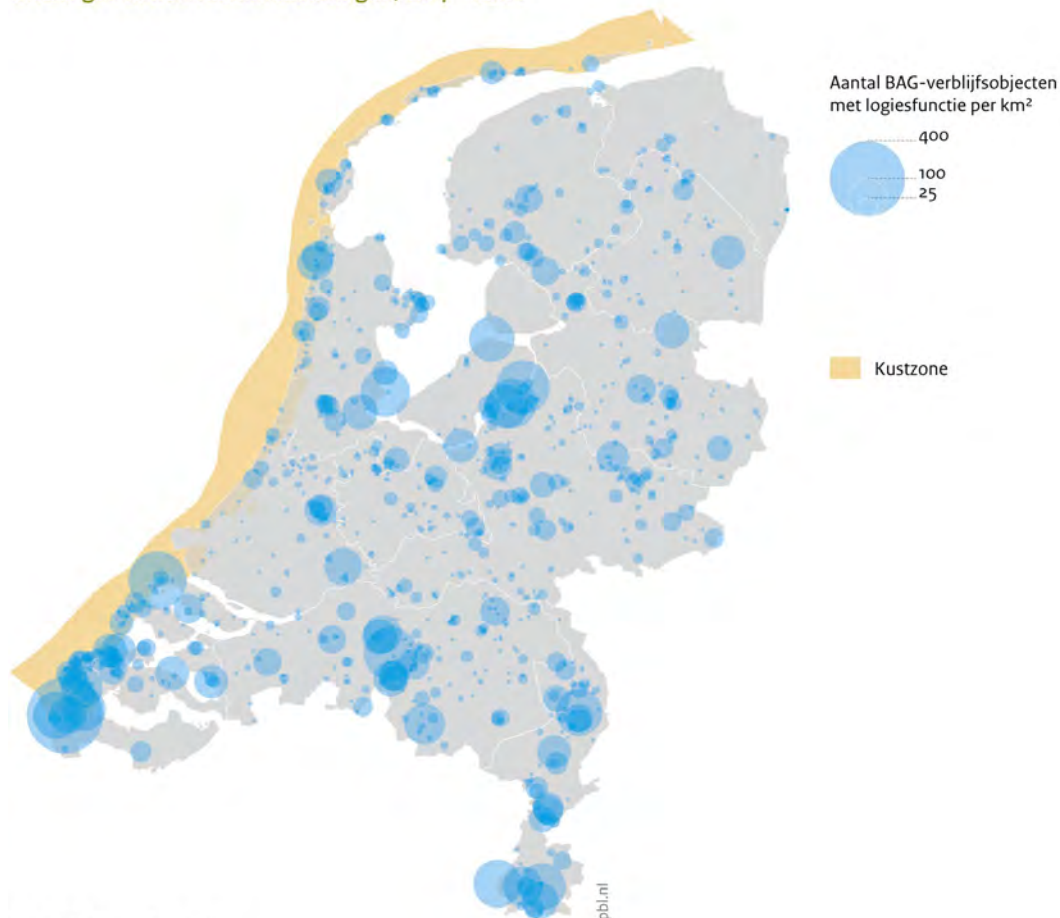 Aantal BAG-verblijfsobjecten
met logiesfunctie per km²
400
100
25
Kustzone
pbl.nl